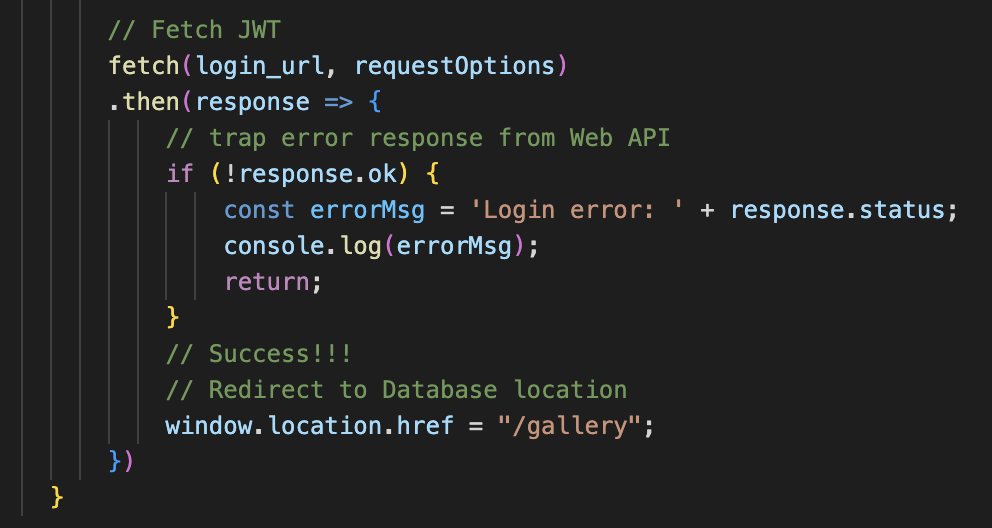 // Fetch JWT
fetch(login_url, requestOptions)
.then(response => {
// trap error response from Web API
if (!response.ok) {
const errorMsg = 'Login error: ' + response.status;
console.log(errorMsg);
return;
}
// Success!!!
// Redirect to Database location
window.location.href = "/gallery";
})
}